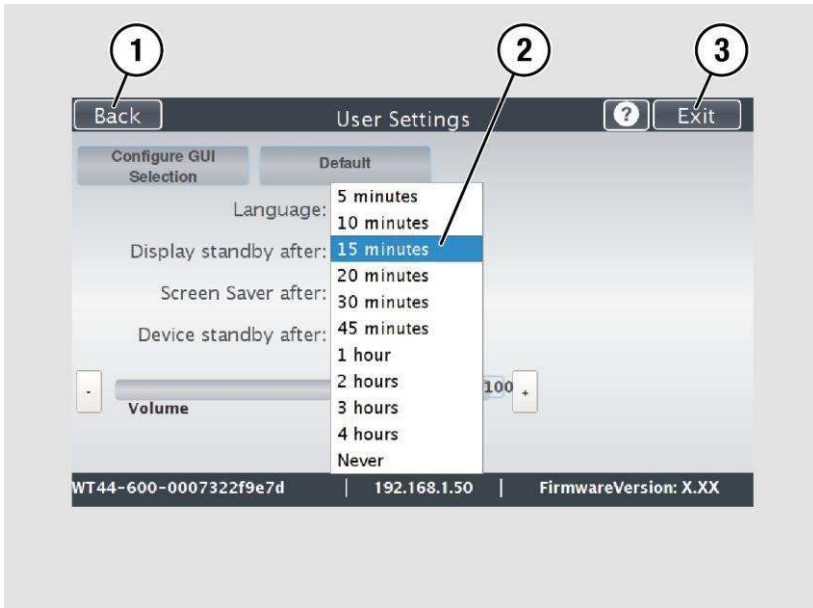 1
2
3
Back
User Settings
?
Exit
Configure GUI
Selection
Default
Language:
Display standby after:
Screen Saver after:
Device standby after:
5 minutes
10 minutes
15 minutes
20 minutes
30 minutes
45 minutes
1 hour
2 hours
3 hours
4 hours
Never
-
Volume
100
+
WT44-600-0007322f9e7d | 192.168.1.50 | FirmwareVersion: X.XX